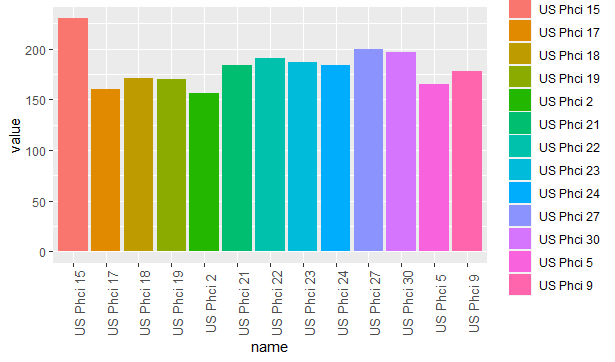 value
200
150
100
50
0
US Phci 15
US Phci 17
US Phci 18
US Phci 19
US Phci 2
US Phci 21
US Phci 22
US Phci 23
US Phci 24
US Phci 27
US Phci 30
US Phci 5
US Phci 9
name
US Phci 15
US Phci 17
US Phci 18
US Phci 19
US Phci 2
US Phci 21
US Phci 22
US Phci 23
US Phci 24
US Phci 27
US Phci 30
US Phci 5
US Phci 9